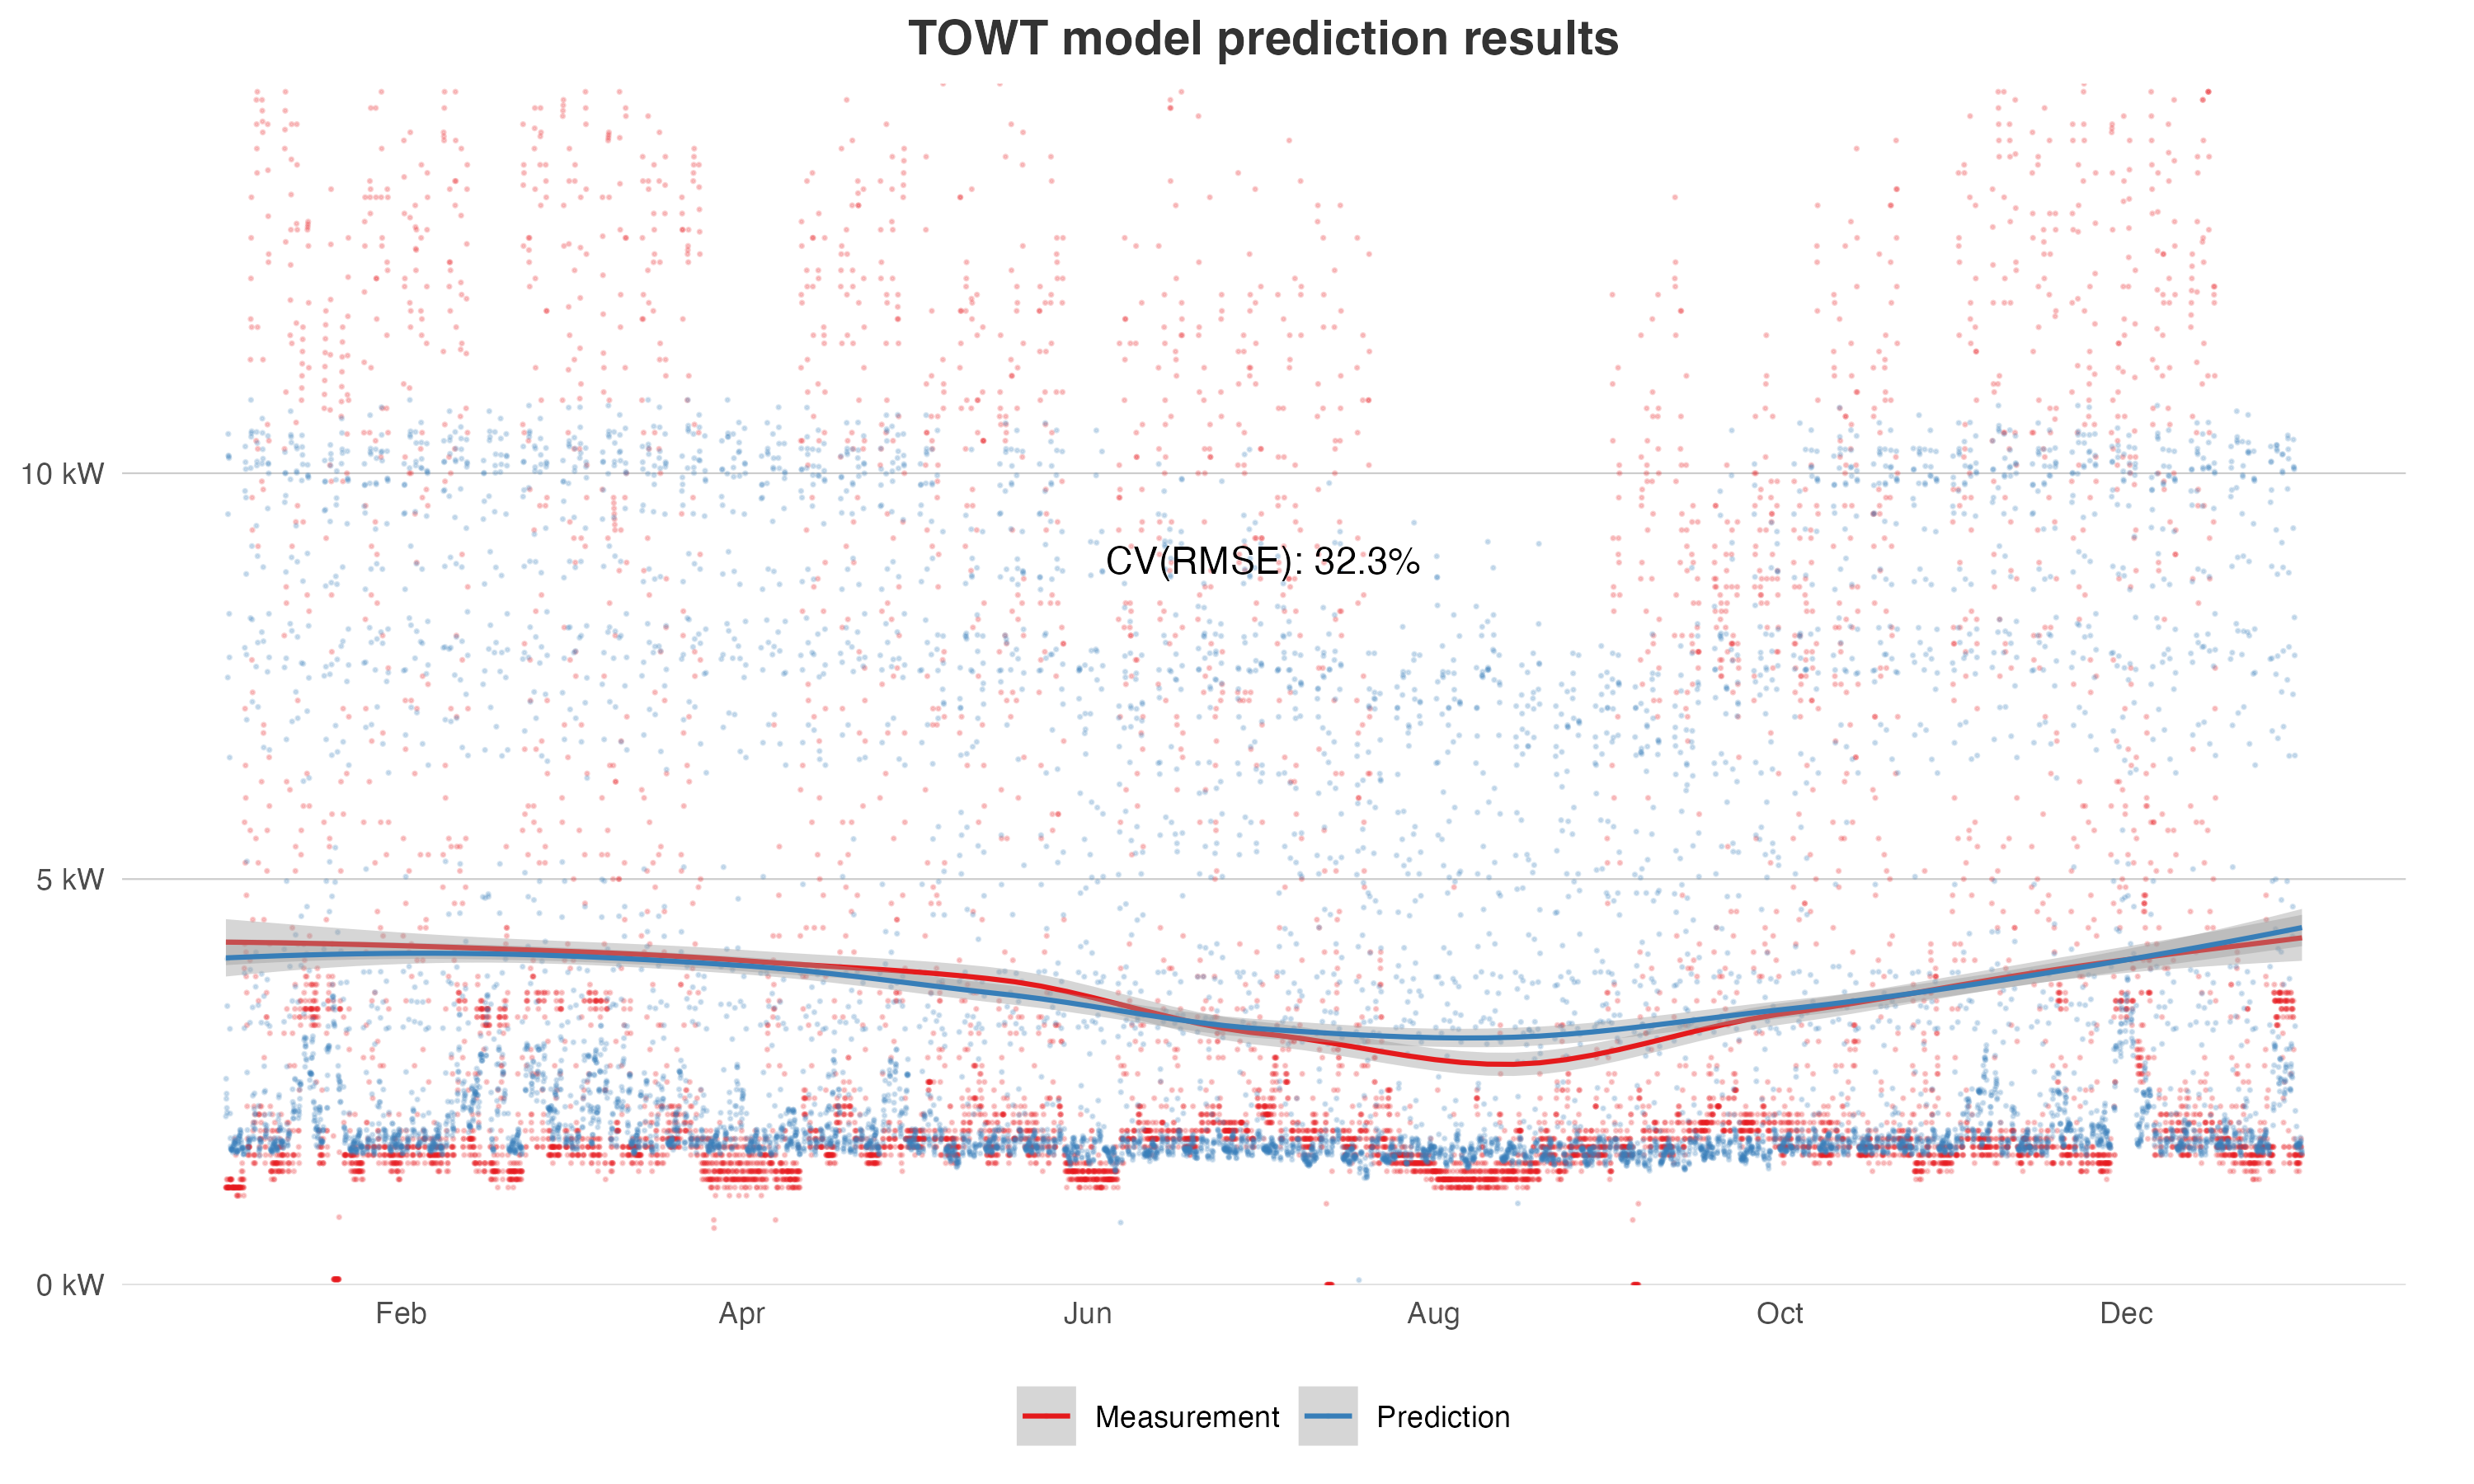 TOWT model prediction results
10 kW
CV(RMSE): 32.3%
5 kW
0 kW
Feb Apr Jun Aug Oct Dec
Measurement Prediction